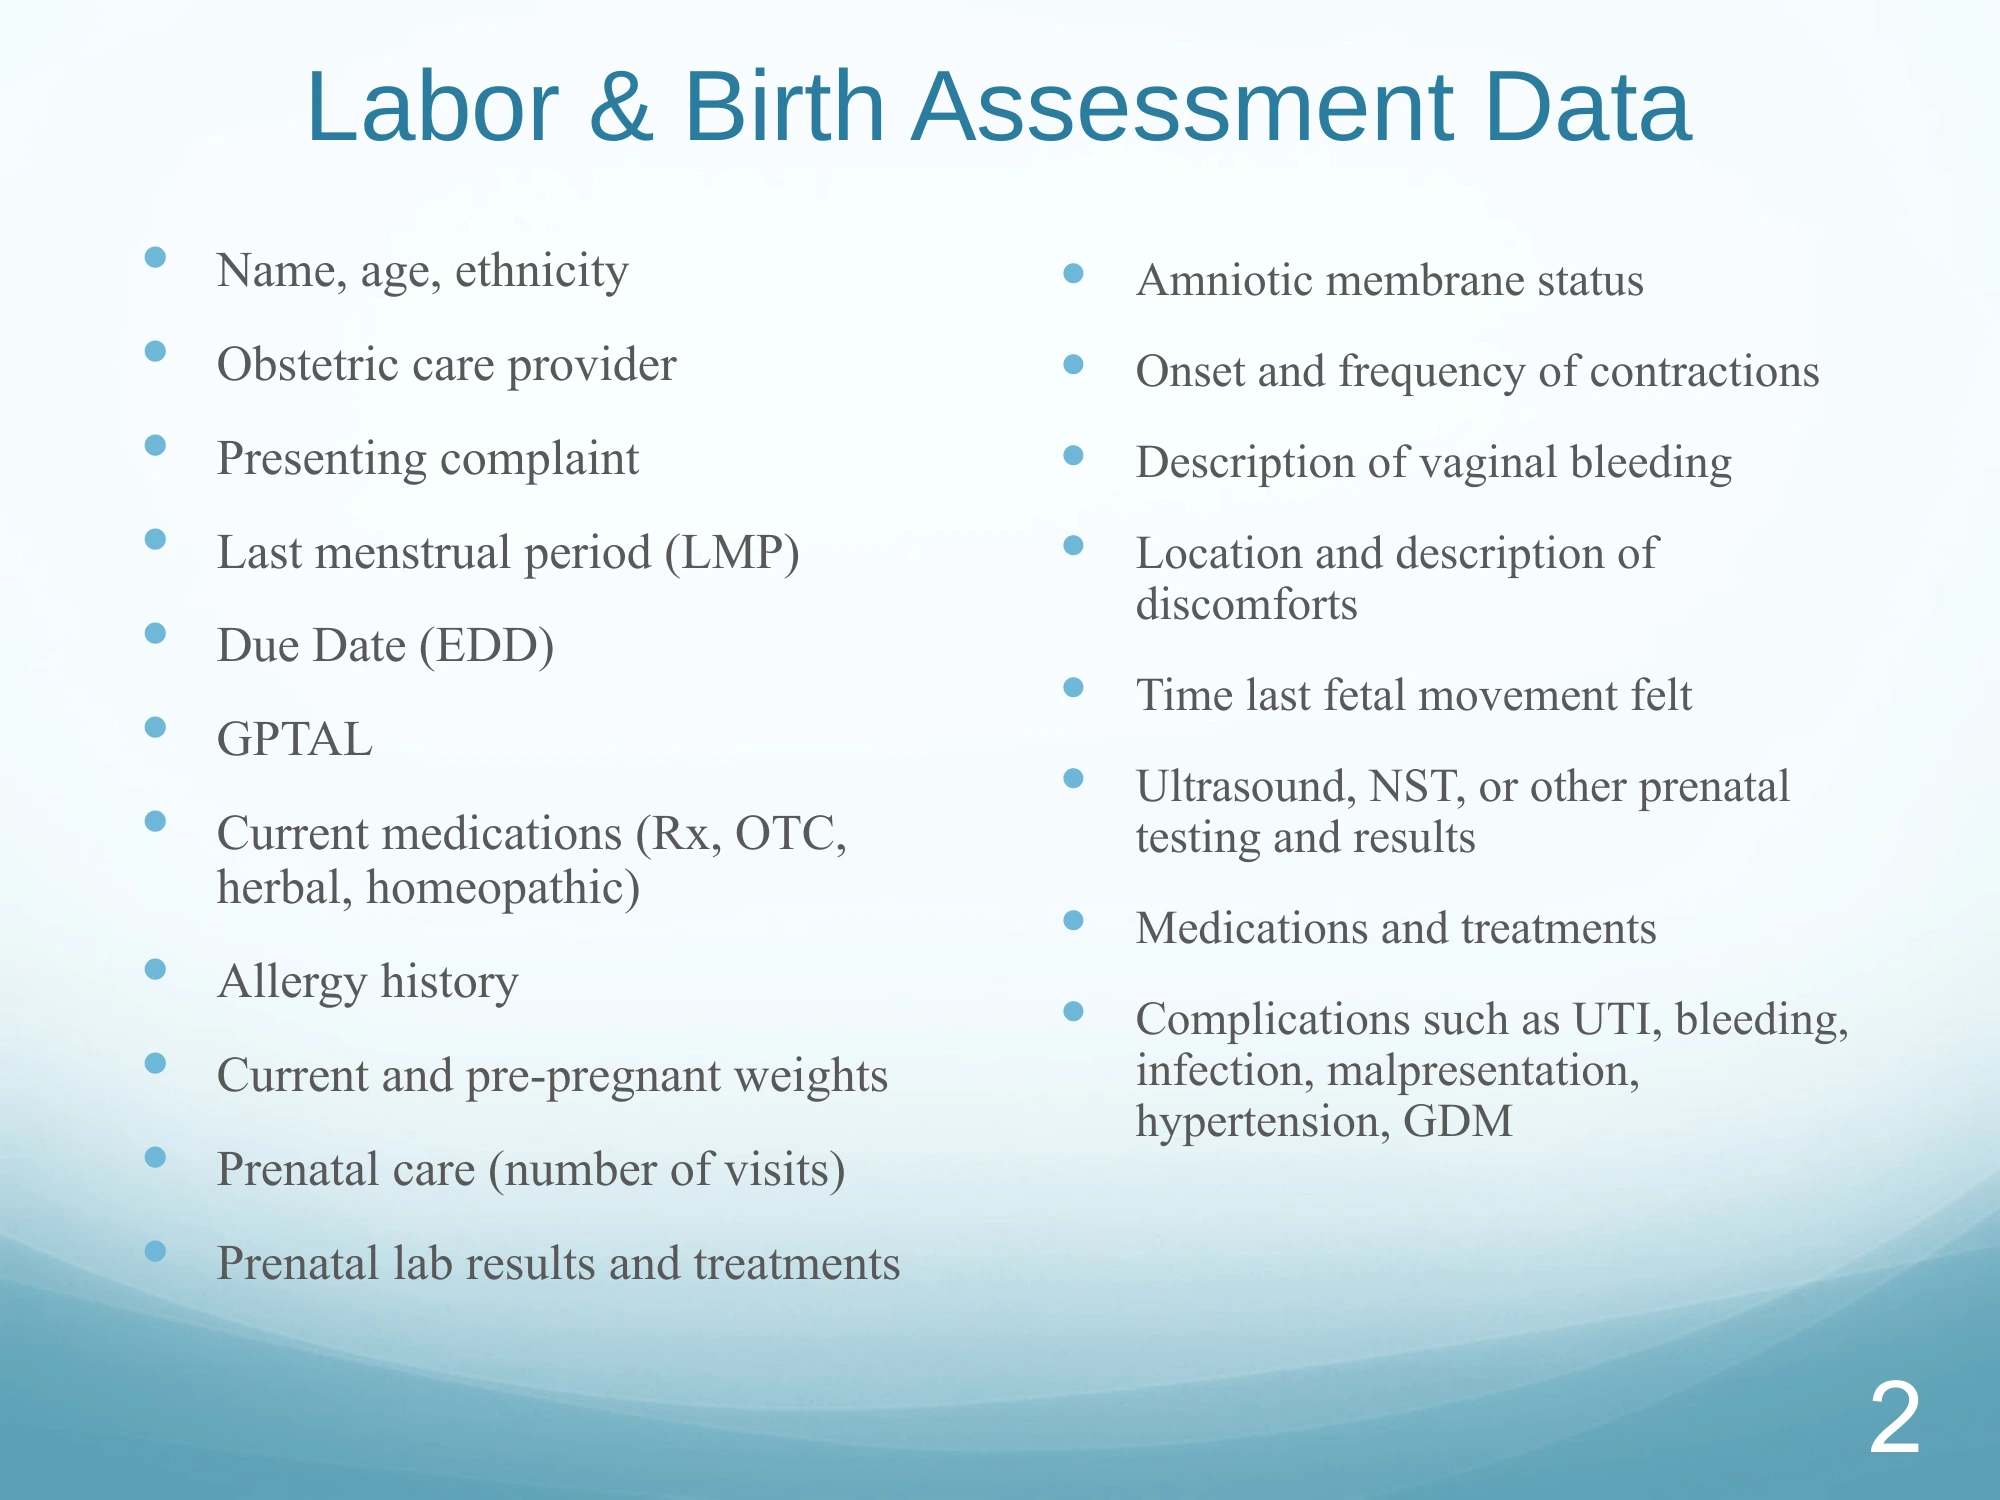 Labor & Birth Assessment Data
• Name, age, ethnicity
• Obstetric care provider
• Presenting complaint
• Last menstrual period (LMP)
• Due Date (EDD)
• GPTAL
• Current medications (Rx, OTC,
herbal, homeopathic)
• Allergy history
• Current and pre-pregnant weights
• Prenatal care (number of visits)
• Prenatal lab results and treatments
• Amniotic membrane status
• Onset and frequency of contractions
• Description of vaginal bleeding
• Location and description of
discomforts
• Time last fetal movement felt
• Ultrasound, NST, or other prenatal
testing and results
• Medications and treatments
• Complications such as UTI, bleeding,
infection, malpresentation,
hypertension, GDM
2